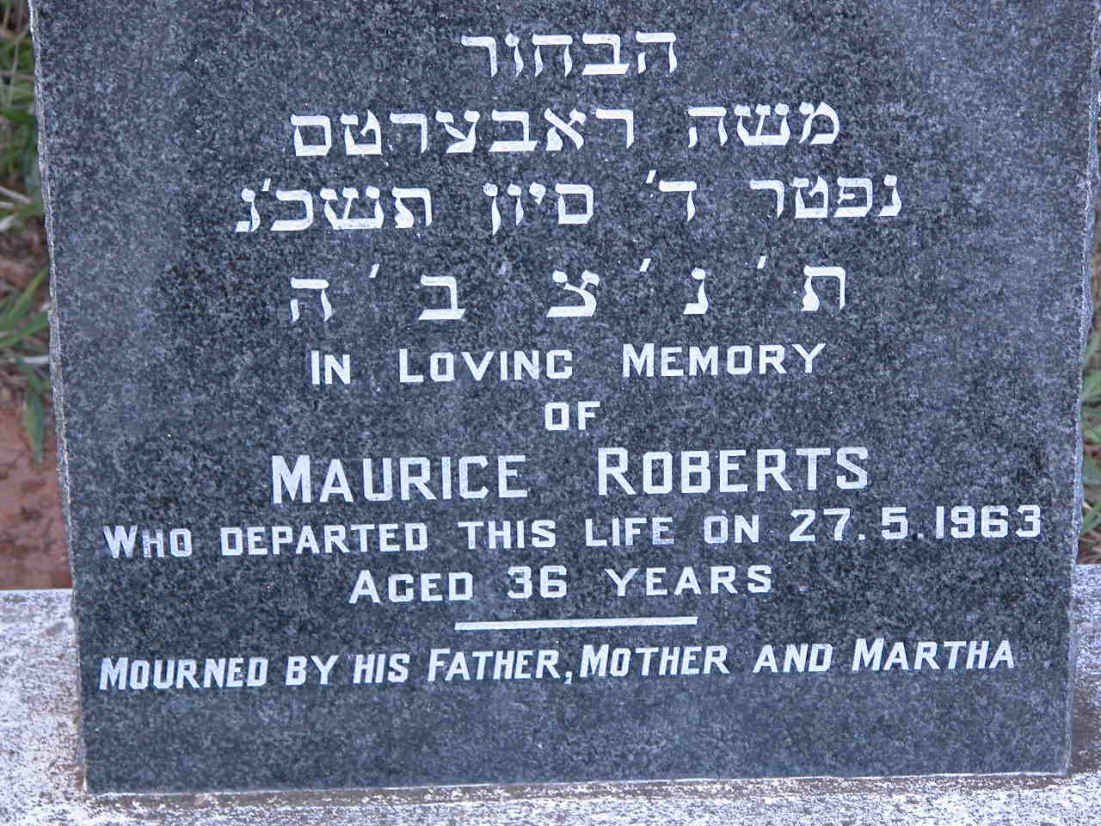 הבחור
משה ראבערטס
נפטר ד' סיון תשכ'ג
ת' נ' צ' ב' ה
IN LOVING MEMORY
OF
MAURICE ROBERTS
WHO DEPARTED THIS LIFE ON 27.5.1963
AGED 36 YEARS
MOURNED BY HIS FATHER, MOTHER AND MARTHA